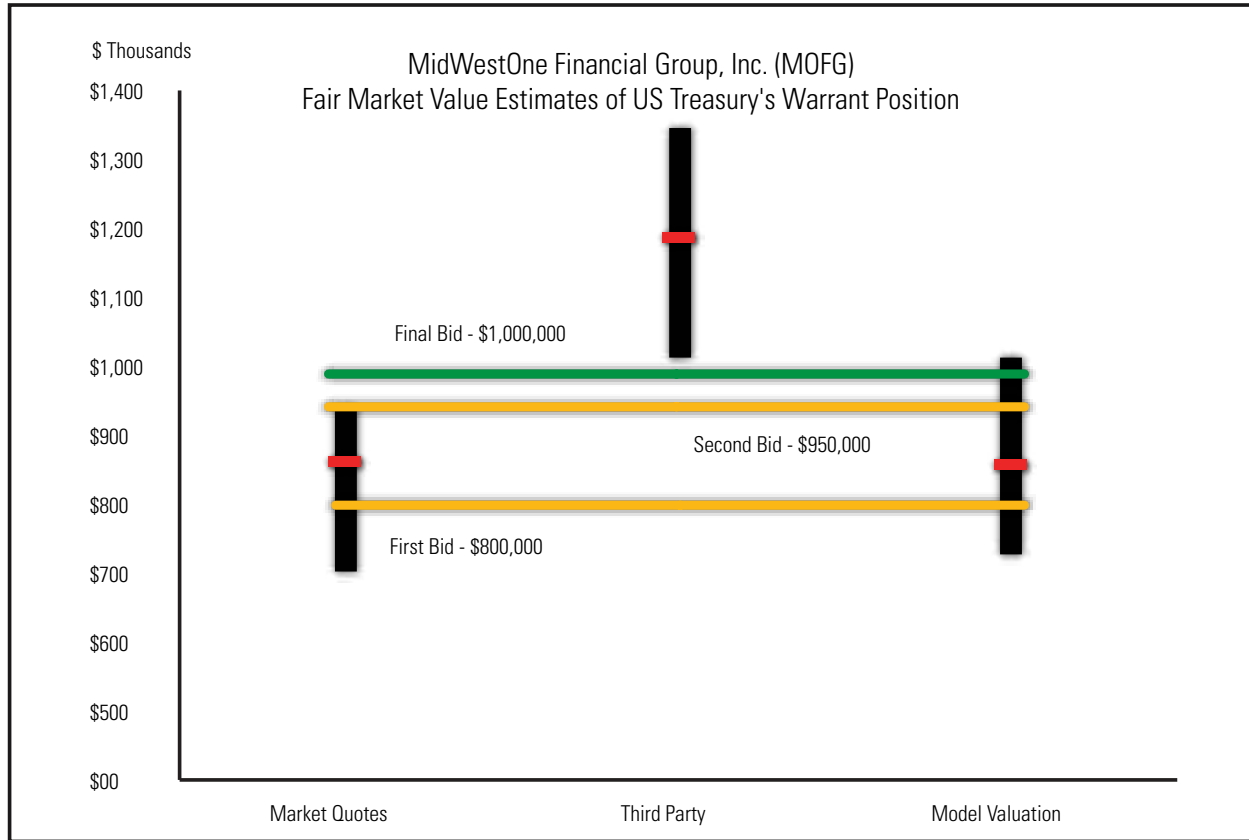 $ Thousands
MidWestOne Financial Group, Inc. (MOFG)
Fair Market Value Estimates of US Treasury's Warrant Position
$1,400
$1,300
$1,200
$1,100
Final Bid - $1,000,000
$1,000
$900
Second Bid - $950,000
$800
First Bid - $800,000
$700
$600
$500
$00
Market Quotes
Third Party
Model Valuation